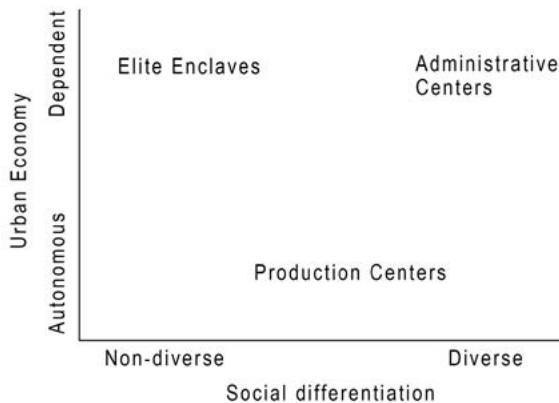 Urban Economy
Dependent
Autonomous
Elite Enclaves
Administrative
Centers
Production Centers
Non-diverse
Diverse
Social differentiation